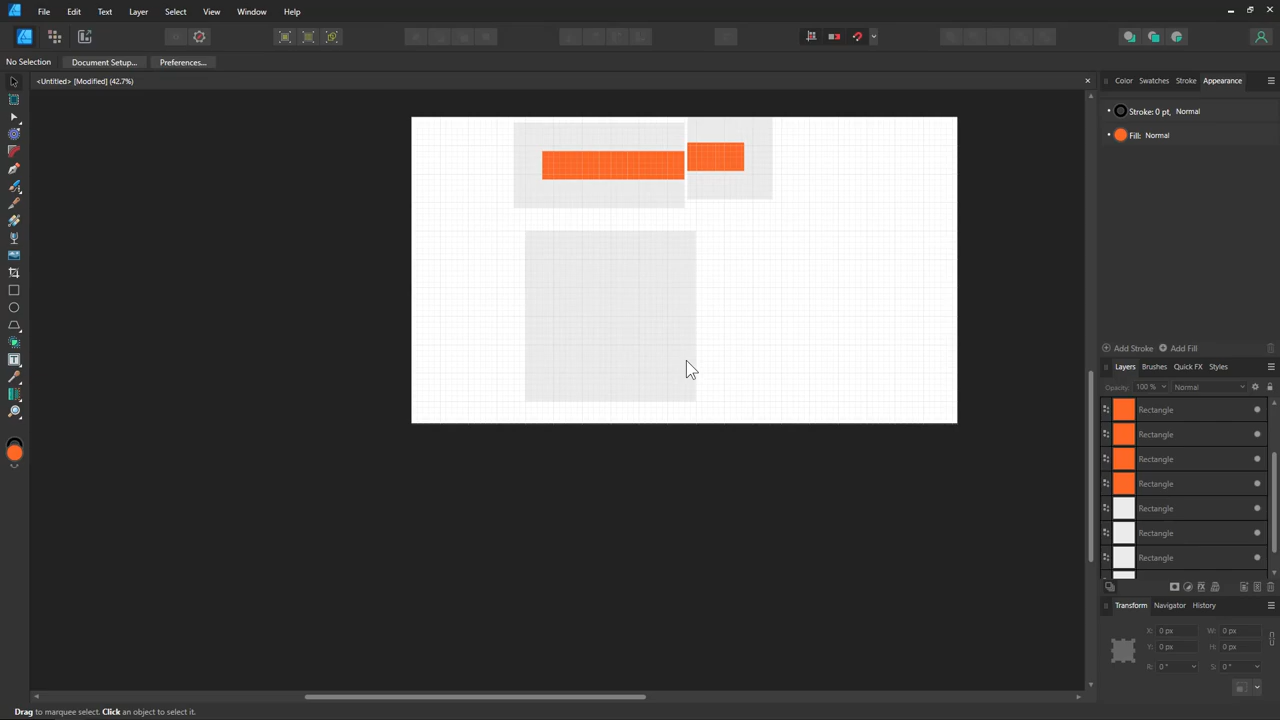 File Edit Text Layer Select View Window Help
No Selection Document Setup... Preferences...
<Untitled> [Modified] (42.7%)
Color Swatches Stroke Appearance
Stroke: 0 pt, Normal
Fill: Normal
Add Stroke Add Fill
Layers Brushes Quick FX Styles
Opacity: 100 % Normal
Rectangle
Rectangle
Rectangle
Rectangle
Rectangle
Rectangle
Rectangle
Transform Navigator History
X: 0 px W: 0 px
Y: 0 px H: 0 px
R: 0 ° S: 0 °
Drag to marquee select. Click an object to select it.